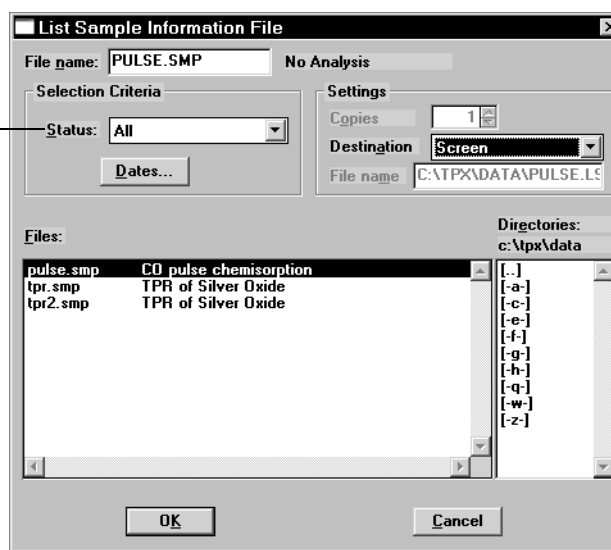 List Sample Information File
File name: PULSE.SMP No Analysis
Selection Criteria
Status: All
Dates...
Settings
Copies 1
Destination Screen
File name C:\TPX\DATA\PULSE.LS
Files:
pulse.smp CO pulse chemisorption
tpr.smp TPR of Silver Oxide
tpr2.smp TPR of Silver Oxide
Directories:
c:\tpx\data
[..]
[-a-]
[-c-]
[-e-]
[-f-]
[-g-]
[-h-]
[-q-]
[-w-]
[-z-]
OK Cancel